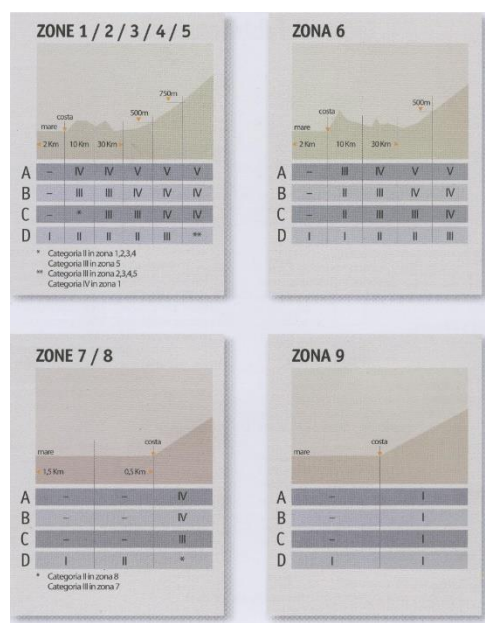 ZONE 1 / 2 / 3 / 4 / 5
750m
500m
costa
mare
2 Km 10 Km 30 Km
A – IV IV V V V
B – III III IV IV IV
C – * III III IV IV
D I II II II III **
* Categoria II in zona 1,2,3,4
Categoria III in zona 5
** Categoria III in zona 2,3,4,5
Categoria IV in zona 1
ZONA 6
500m
costa
mare
2 Km 10 Km 30 Km
A – III IV V V
B – II III IV IV
C – II III III IV
D I I II II III
ZONE 7 / 8
costa
mare
1,5 Km 0,5 Km
A – – IV
B – – IV
C – – III
D I II *
* Categoria II in zona 8
Categoria III in zona 7
ZONA 9
costa
mare
A – I
B – I
C – I
D I I